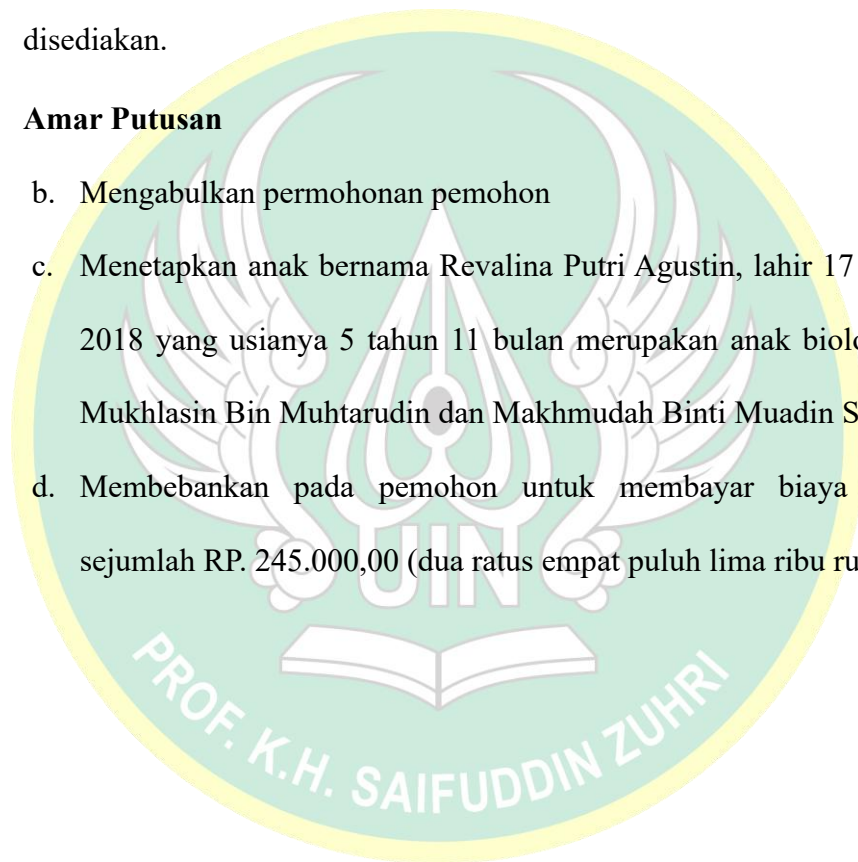 disediakan.
Amar Putusan
b. Mengabulkan permohonan pemohon
c. Menetapkan anak bernama Revalina Putri Agustin, lahir 17
2018 yang usianya 5 tahun 11 bulan merupakan anak
Mukhlasin Bin Muhtarudin dan Makhmudah Binti Muadin
d. Membebankan pada pemohon untuk membayar biaya
sejumlah RP. 245.000,00 (dua ratus empat puluh lima ribu
UIN
PROF. K.H. SAIFUDDIN ZUHRI